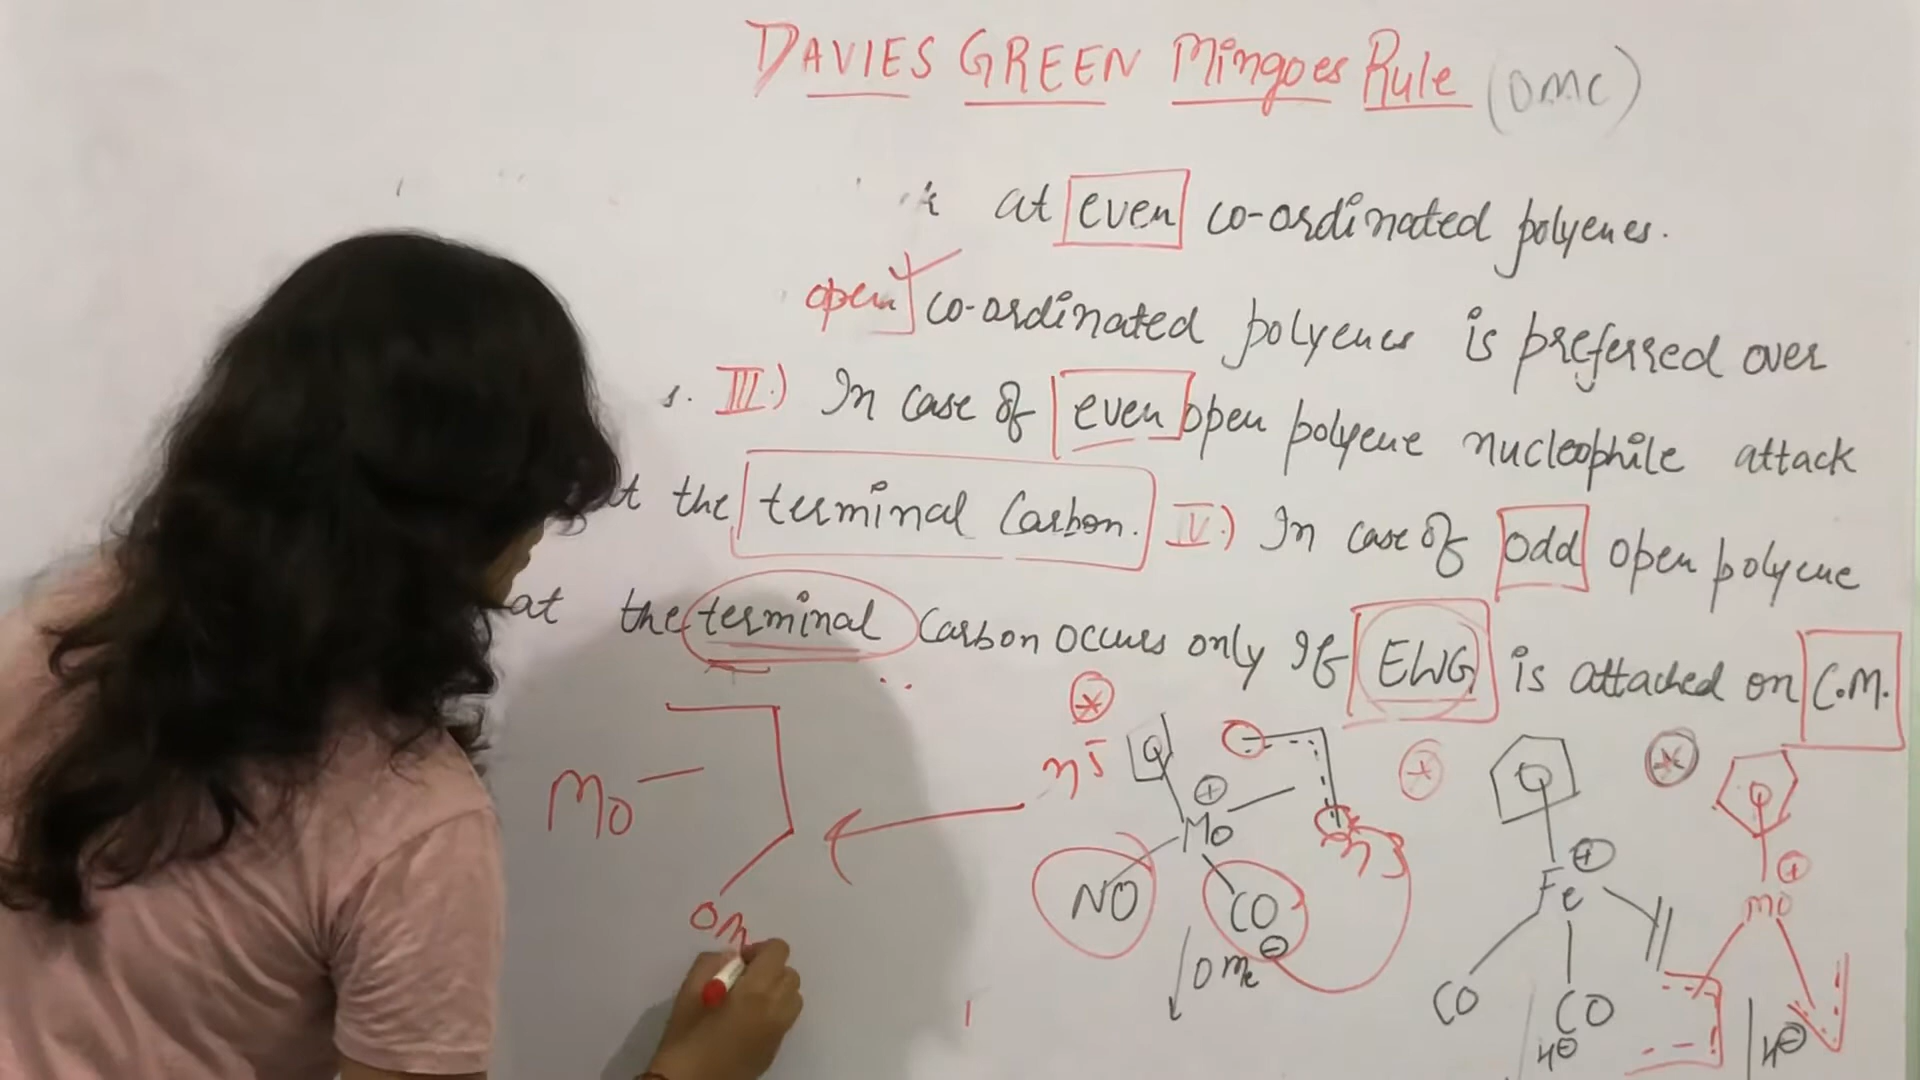 DAVIES GREEN Mingoes Rule (OMC)
at even co-ordinated polyenes.
open co-ordinated polyenes is preferred over
s. III.) In case of even open polyene nucleophile attack
at the terminal Carbon. IV.) In case of odd open polyene
at the terminal Carbon occurs only if EWG is attached on C.M.
η5
Mo
Mo
η3
NO
CO
OMe
Fe
CO
CO
H
Mo
H
OM